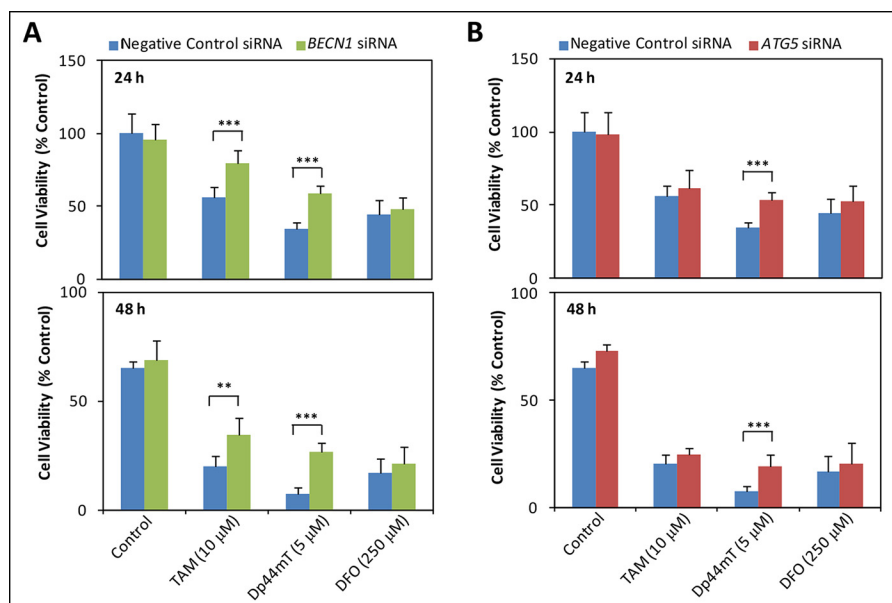 A
Negative Control siRNA
BECN1 siRNA
Cell Viability (% Control)
150
100
50
0
24 h
***
***
Cell Viability (% Control)
100
50
0
48 h
**
***
Control
TAM (10 µM)
Dp44mT (5 µM)
DFO (250 µM)
B
Negative Control siRNA
ATG5 siRNA
Cell Viability (% Control)
150
100
50
0
24 h
***
Cell Viability (% Control)
100
50
0
48 h
***
Control
TAM (10 µM)
Dp44mT (5 µM)
DFO (250 µM)